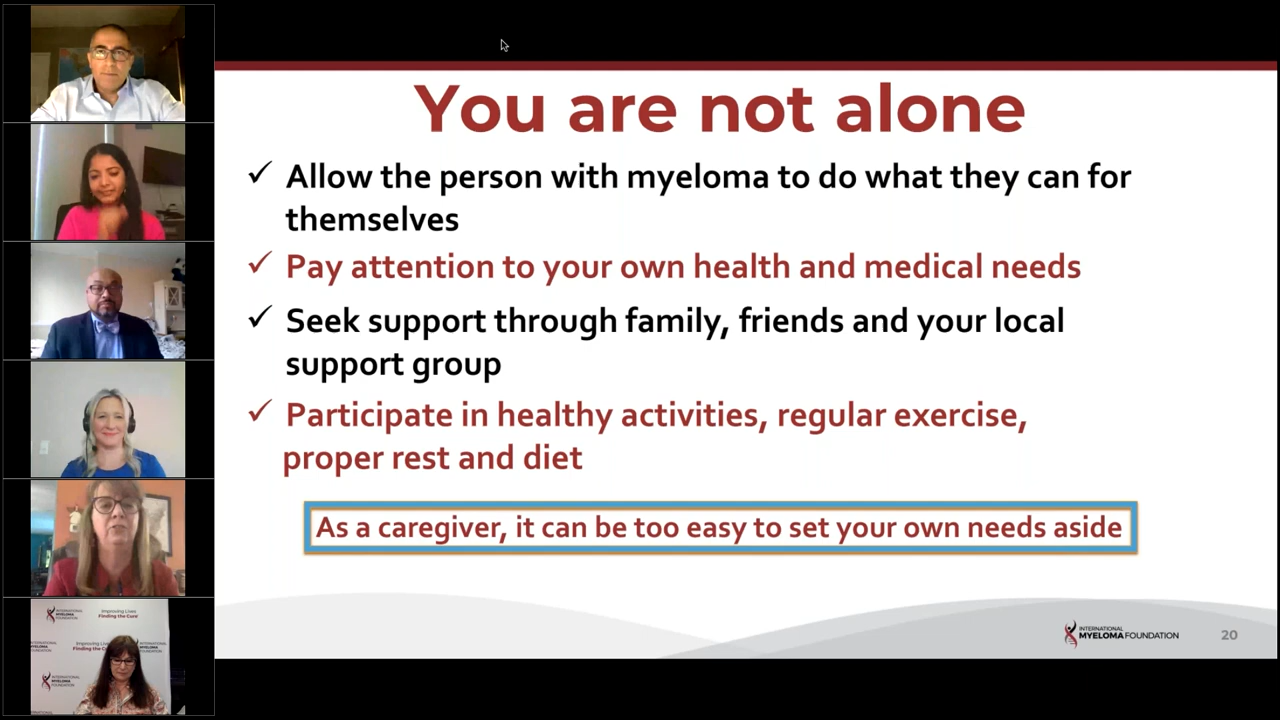 You are not alone
✓ Allow the person with myeloma to do what they can for
themselves
✓ Pay attention to your own health and medical needs
✓ Seek support through family, friends and your local
support group
✓ Participate in healthy activities, regular exercise,
proper rest and diet
As a caregiver, it can be too easy to set your own needs aside
INTERNATIONAL
MYELOMA FOUNDATION
20
INTERNATIONAL
MYELOMA
FOUNDATION
Improving Lives
Finding the Cure